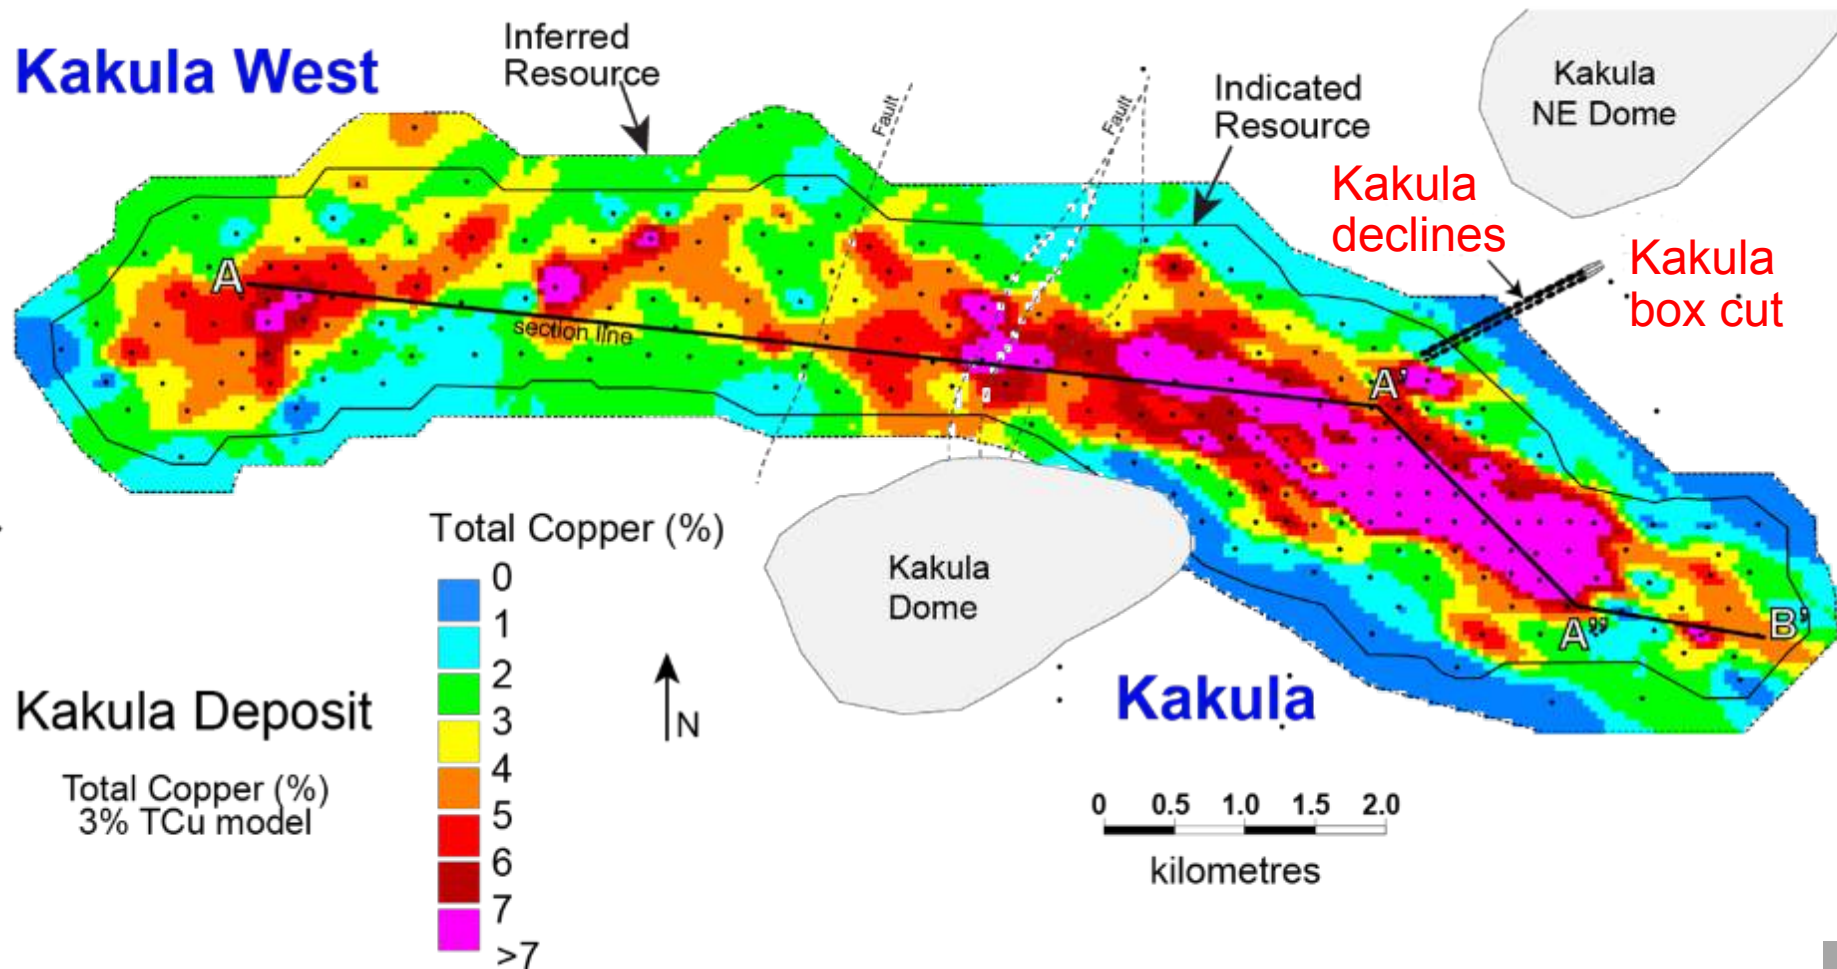 Kakula West
Inferred
Resource
Fault
Fault
Indicated
Resource
Kakula
NE Dome
Kakula
declines
Kakula
box cut
A
section line
A'
A"
B'
Kakula
Dome
Kakula
Total Copper (%)
0
1
2
3
4
5
6
7
>7
N
Kakula Deposit
Total Copper (%)
3% TCu model
0 0.5 1.0 1.5 2.0
kilometres